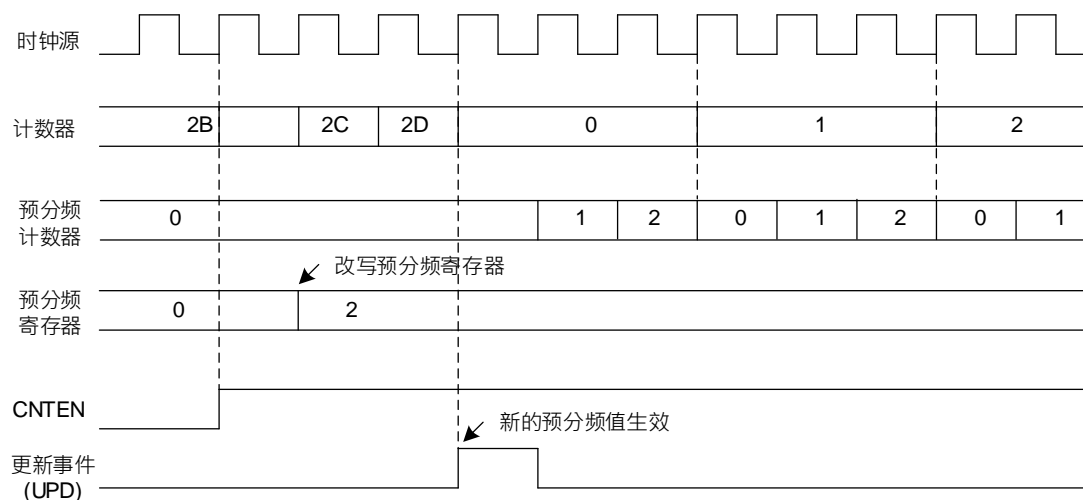 时钟源
计数器 2B 2C 2D 0 1 2
预分频
计数器 0 1 2 0 1 2 0 1
改写预分频寄存器
预分频
寄存器 0 2
CNTEN
新的预分频值生效
更新事件
(UPD)